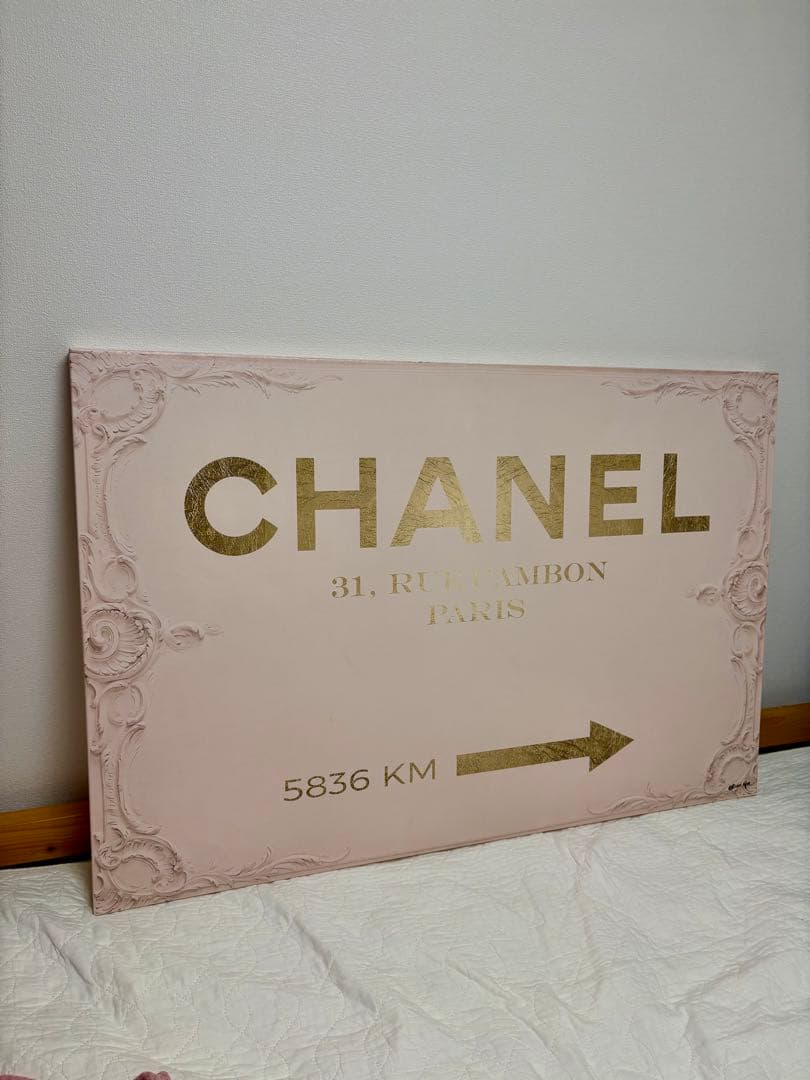 CHANEL
31, RUE CAMBON
PARIS
5836 KM